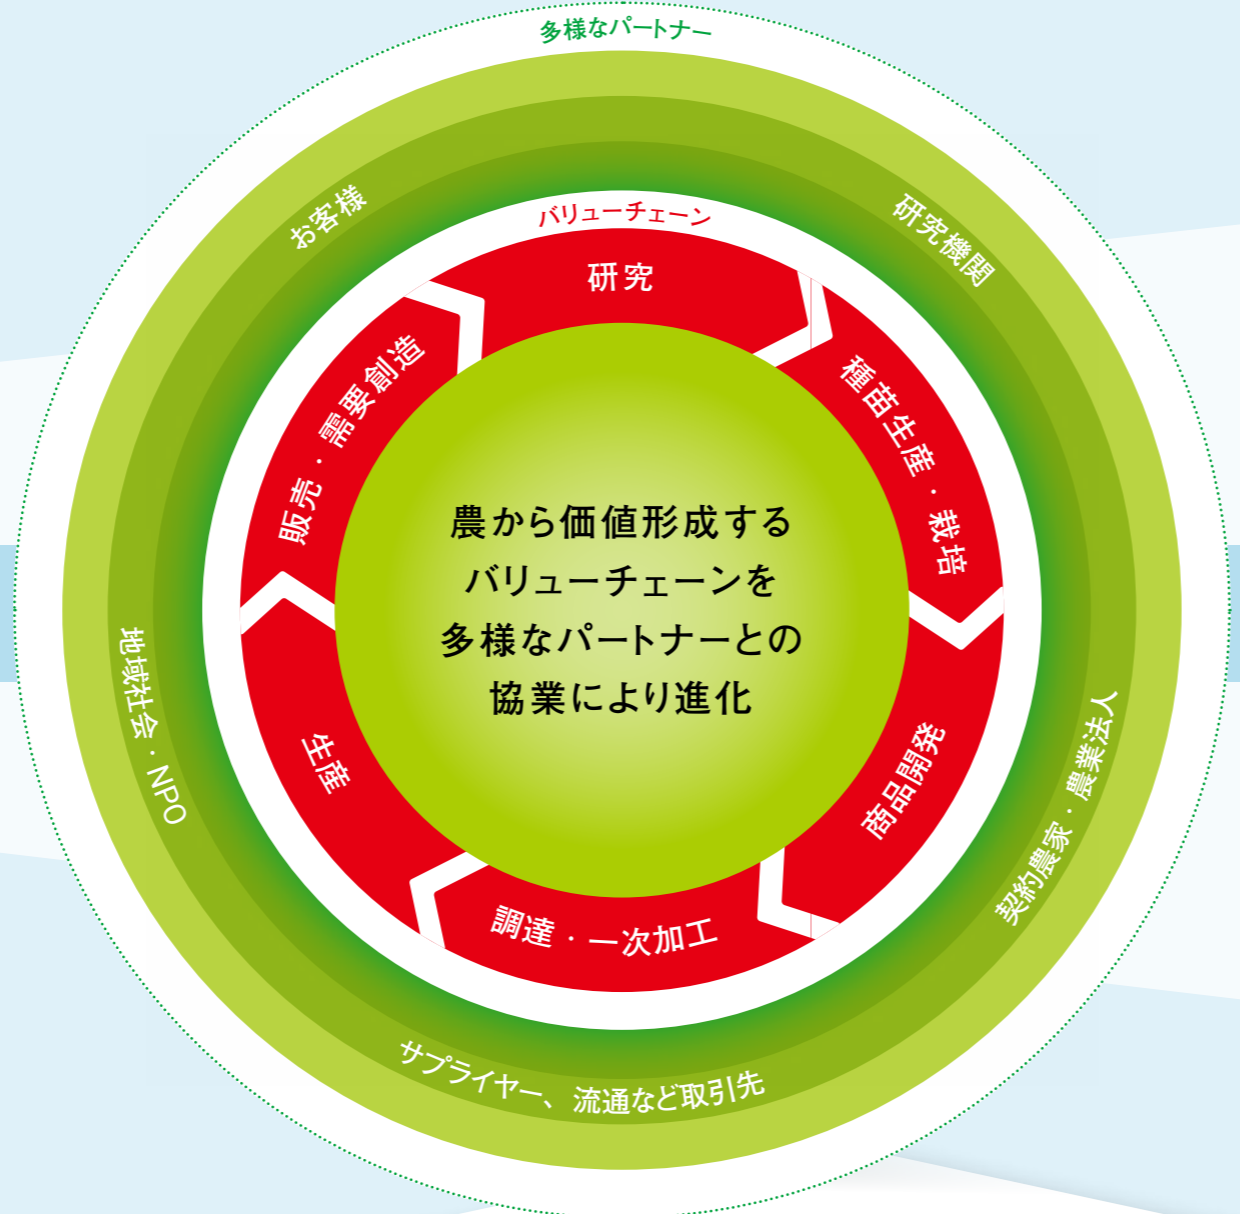 多様なパートナー
お客様
研究機関
契約農家・農業法人
サプライヤー、流通など取引先
地域社会・NPO
バリューチェーン
研究
種苗生産・栽培
商品開発
調達・一次加工
生産
販売・需要創造
農から価値形成する
バリューチェーンを
多様なパートナーとの
協業により進化